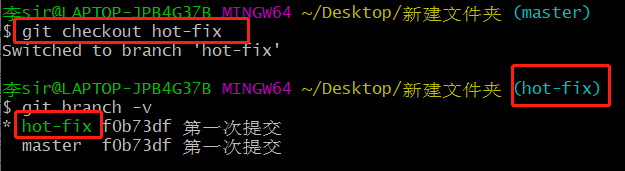 李sir@LAPTOP-JPB4G37B MINGW64 ~/Desktop/新建文件夹 (master)
$ git checkout hot-fix
Switched to branch 'hot-fix'
李sir@LAPTOP-JPB4G37B MINGW64 ~/Desktop/新建文件夹 (hot-fix)
$ git branch -v
* hot-fix f0b73df 第一次提交
master f0b73df 第一次提交